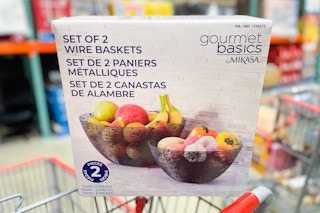 SET OF 2
WIRE BASKETS
SET DE 2 PANIERS
MÉTALLIQUES
SET DE 2 CANASTAS
DE ALAMBRE
gourmet
basics
by MIKASA
2